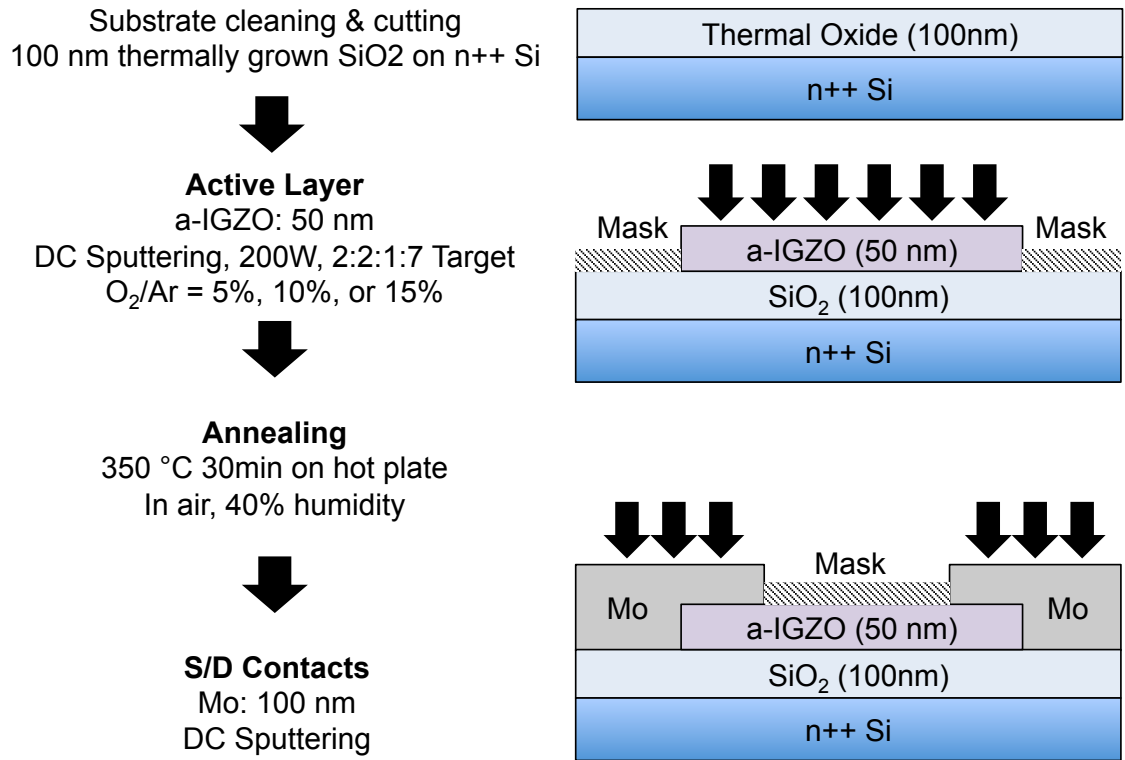 Substrate cleaning & cutting
100 nm thermally grown SiO2 on n++ Si
Thermal Oxide (100nm)
n++ Si
Active Layer
a-IGZO: 50 nm
DC Sputtering, 200W, 2:2:1:7 Target
O₂/Ar = 5%, 10%, or 15%
Mask
Mask
a-IGZO (50 nm)
SiO₂ (100nm)
n++ Si
Annealing
350 °C 30min on hot plate
In air, 40% humidity
Mask
Mo
Mo
a-IGZO (50 nm)
SiO₂ (100nm)
n++ Si
S/D Contacts
Mo: 100 nm
DC Sputtering